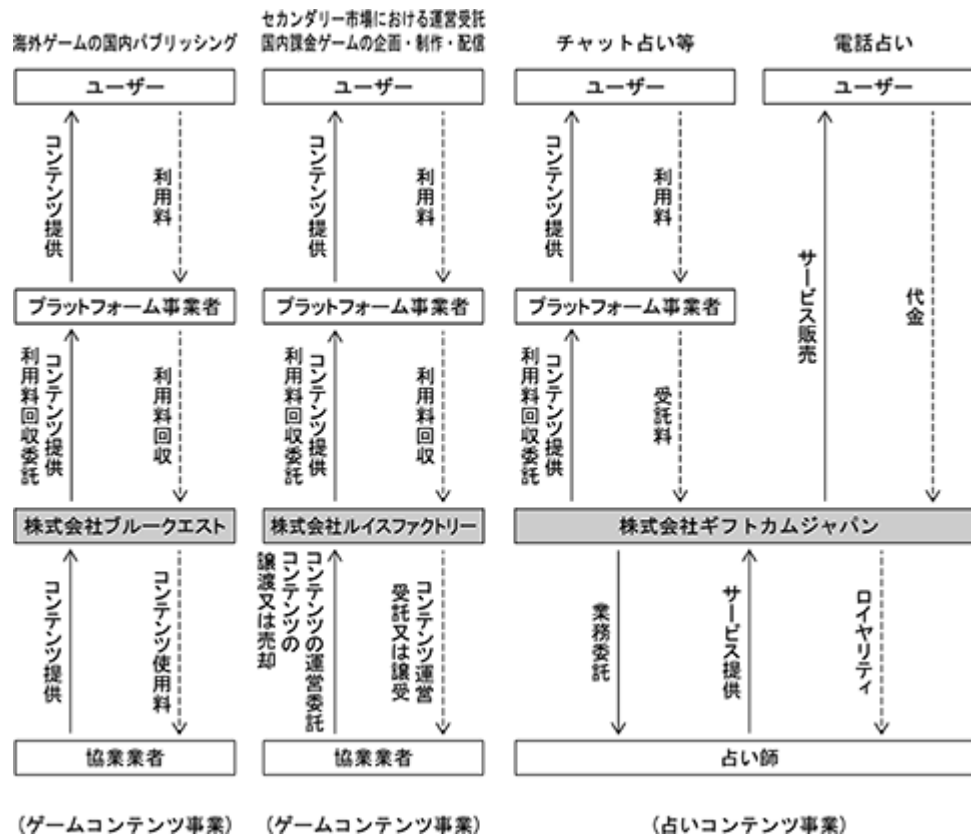 海外ゲームの国内パブリッシング
セカンダリー市場における運営受託
国内課金ゲームの企画・制作・配信
チャット占い等
電話占い
ユーザー
ユーザー
ユーザー
ユーザー
コンテンツ提供
利用料
コンテンツ提供
利用料
コンテンツ提供
利用料
サービス販売
代金
プラットフォーム事業者
プラットフォーム事業者
プラットフォーム事業者
コンテンツ提供
利用料回収委託
利用料回収
コンテンツ提供
利用料回収委託
利用料回収
コンテンツ提供
利用料回収委託
受託料
株式会社ブルークエスト
株式会社ルイスファクトリー
株式会社ギフトカムジャパン
コンテンツ提供
コンテンツ使用料
コンテンツの運営委託
コンテンツの
譲渡又は売却
コンテンツ運営
受託又は譲受
業務委託
サービス提供
ロイヤリティ
協業業者
協業業者
占い師
(ゲームコンテンツ事業)
(ゲームコンテンツ事業)
(占いコンテンツ事業)